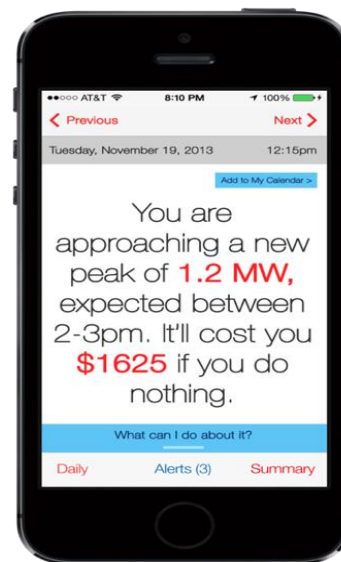 ●●○○○ AT&T 8:10 PM 100%
Previous Next
Tuesday, November 19, 2013 12:15pm
Add to My Calendar >
You are
approaching a new
peak of 1.2 MW,
expected between
2-3pm. It'll cost you
$1625 if you do
nothing.
What can I do about it?
Daily Alerts (3) Summary